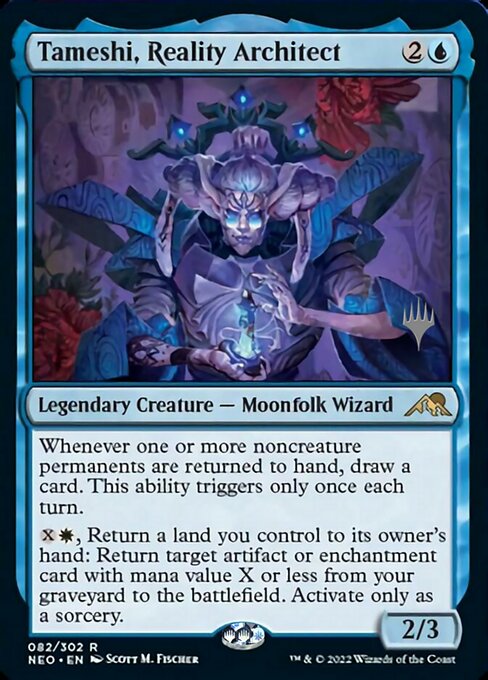 Tameshi, Reality Architect 2
Legendary Creature — Moonfolk Wizard
Whenever one or more noncreature
permanents are returned to hand, draw a
card. This ability triggers only once each
turn.
X, Return a land you control to its owner's
hand: Return target artifact or enchantment
card with mana value X or less from your
graveyard to the battlefield. Activate only as
a sorcery.
2/3
082/302 R
NEO • EN Scott M. Fischer
™ & © 2022 Wizards of the Coast